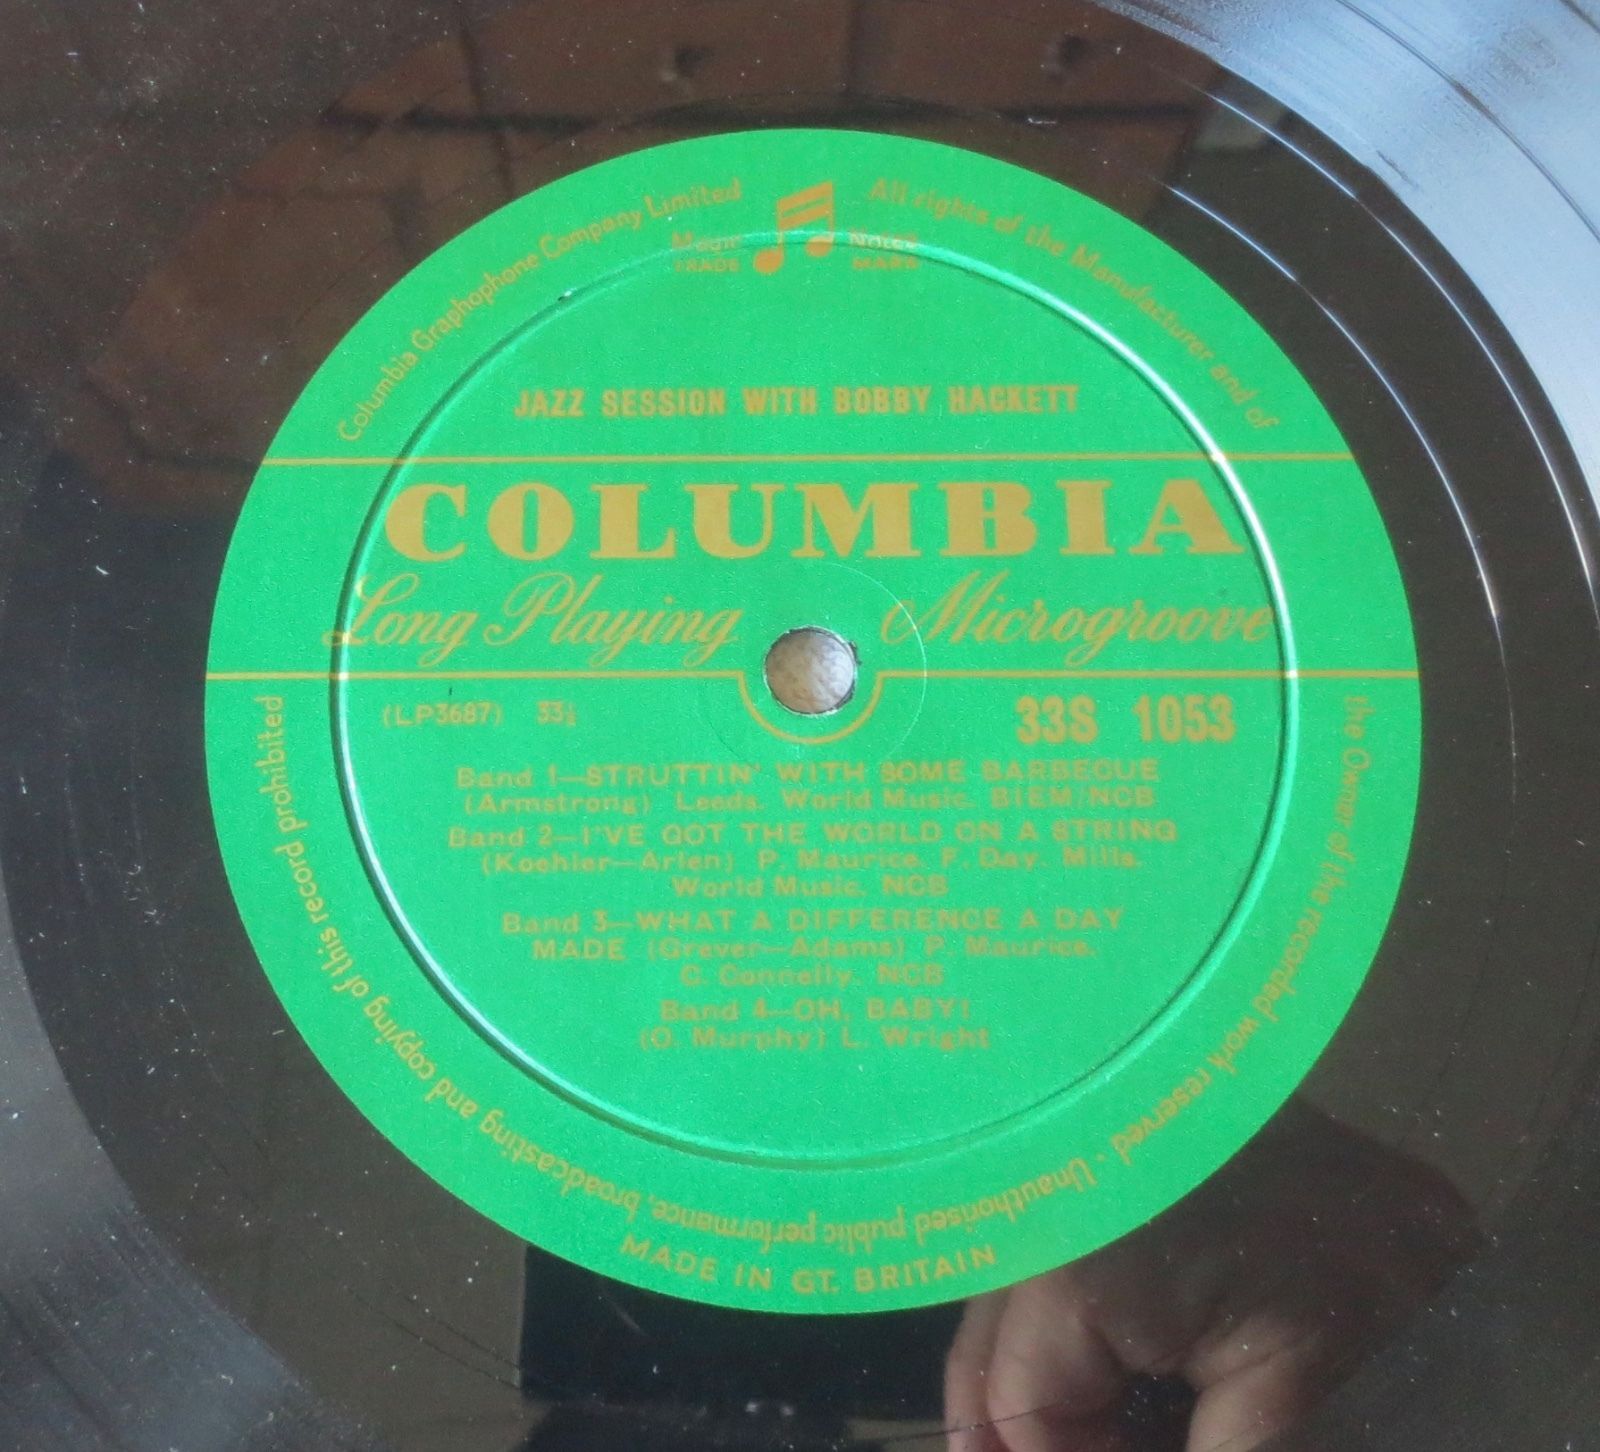 Columbia Graphophone Company Limited
All rights of the Manufacturer and of
the Owner of the recorded work reserved · Unauthorised public performance, broadcasting and copying of this record prohibited
Magic Notes
TRADE MARK
JAZZ SESSION WITH BOBBY HACKETT
COLUMBIA
Long Playing Microgroove
(LP3687) 33⅓
33S 1053
Band 1—STRUTTIN' WITH SOME BARBECUE
(Armstrong) Leeds. World Music. BIEM/NCB
Band 2—I'VE GOT THE WORLD ON A STRING
(Koehler—Arlen) P. Maurice. F. Day. Mills.
World Music. NCB
Band 3—WHAT A DIFFERENCE A DAY
MADE (Grever—Adams) P. Maurice.
C. Connelly. NCB
Band 4—OH, BABY!
(O. Murphy) L. Wright
MADE IN GT. BRITAIN